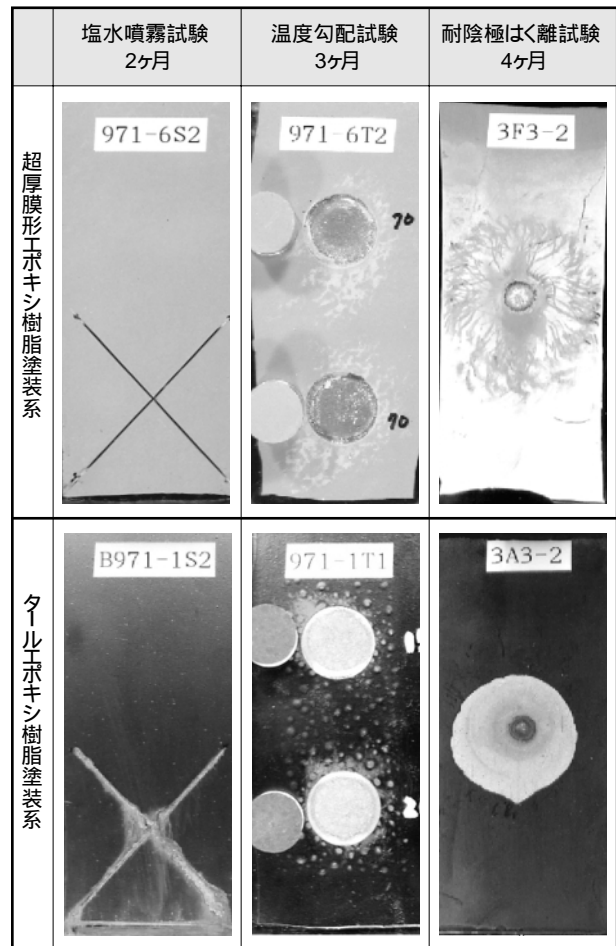 塩水噴霧試験
2ヶ月
温度勾配試験
3ヶ月
耐陰極はく離試験
4ヶ月
超厚膜形エポキシ樹脂塗装系
971-6S2
971-6T2
70
70
3F3-2
タールエポキシ樹脂塗装系
B971-1S2
971-1T1
3A3-2